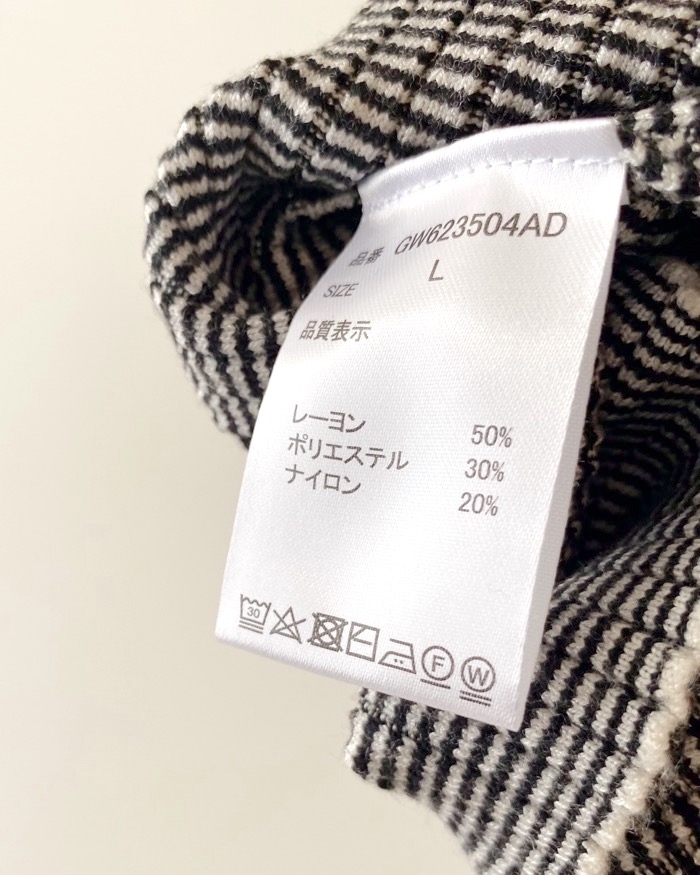 品番 GW623504AD
SIZE L
品質表示
レーヨン 50%
ポリエステル 30%
ナイロン 20%
30 F W